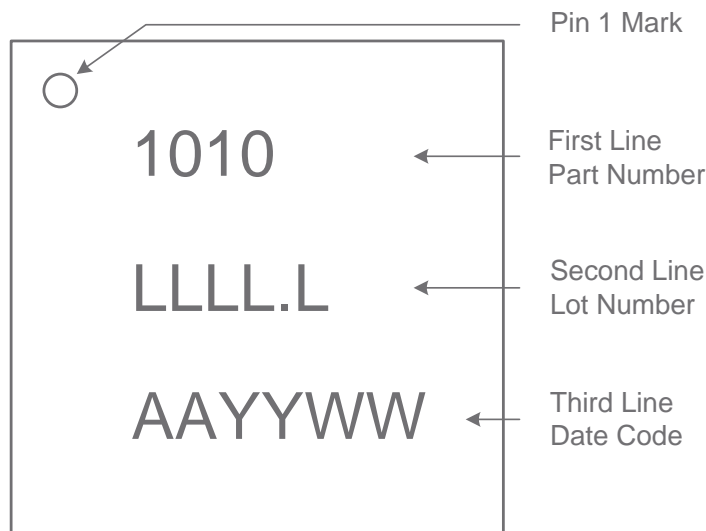 Pin 1 Mark
1010
First Line
Part Number
LLLL.L
Second Line
Lot Number
AAYYWW
Third Line
Date Code